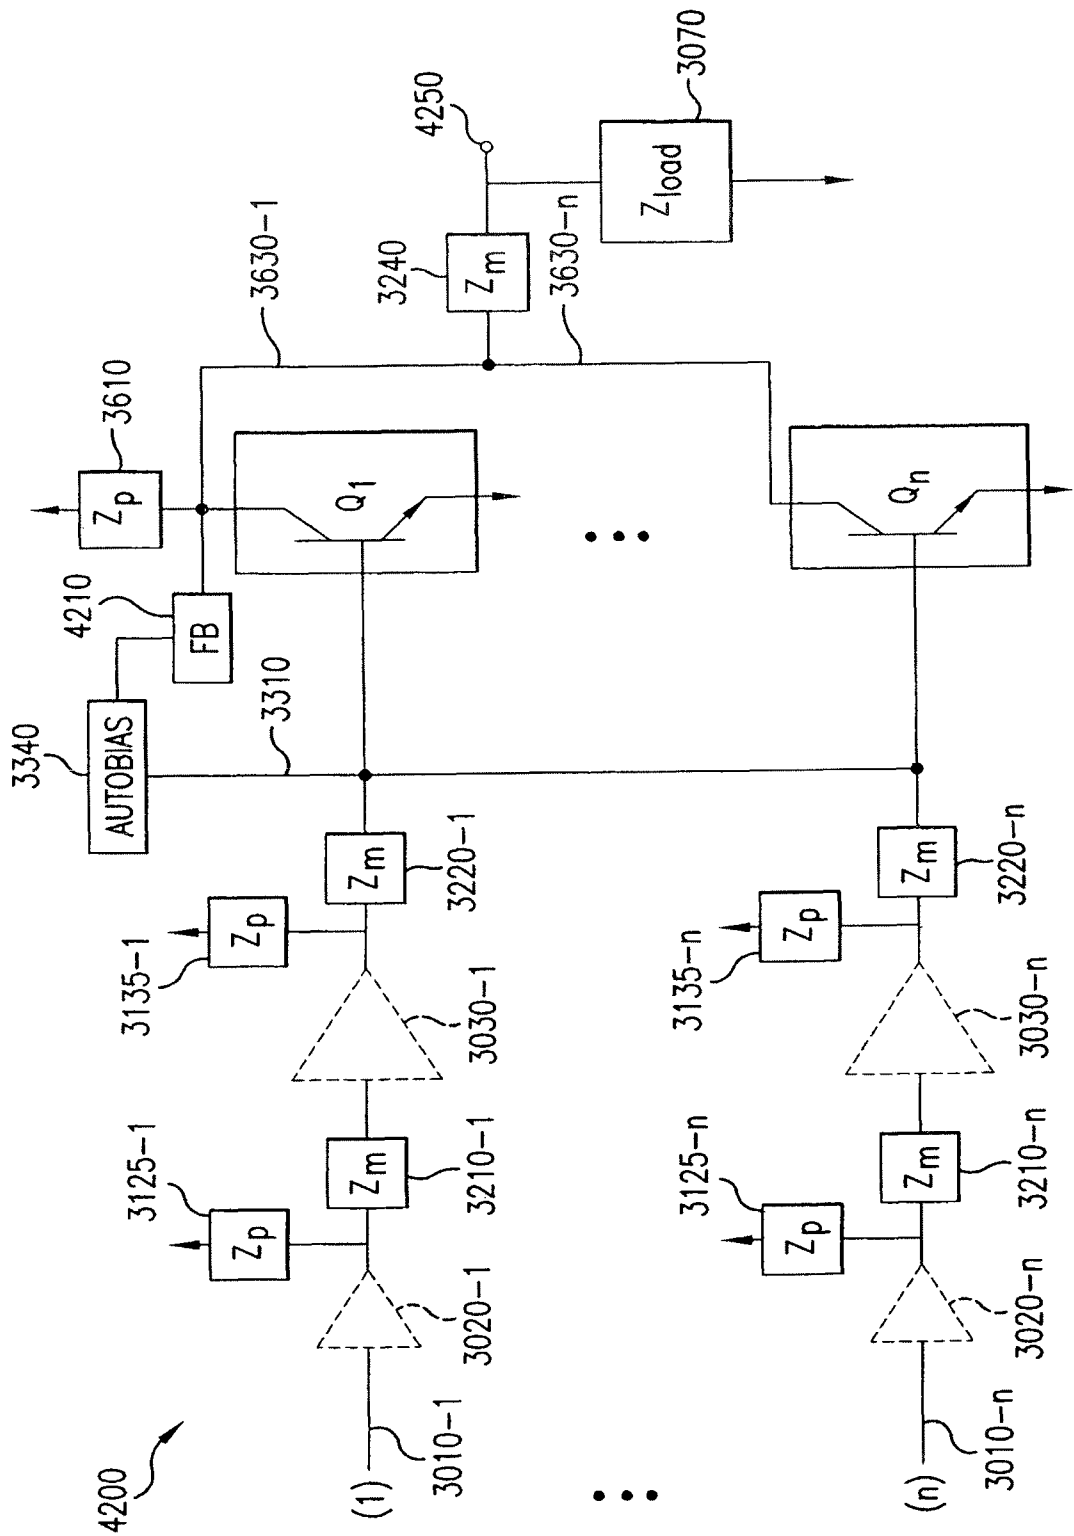 4200
3340
AUTOBIAS
4210
FB
3610
Zp
3310
3630-1
3240
Zm
4250
3630-n
Zload
3070
Q1
(1)
3010-1
3020-1
3125-1
Zp
Zm
3210-1
3030-1
3135-1
Zp
Zm
3220-1
Qn
(n)
3010-n
3020-n
3125-n
Zp
Zm
3210-n
3030-n
3135-n
Zp
Zm
3220-n